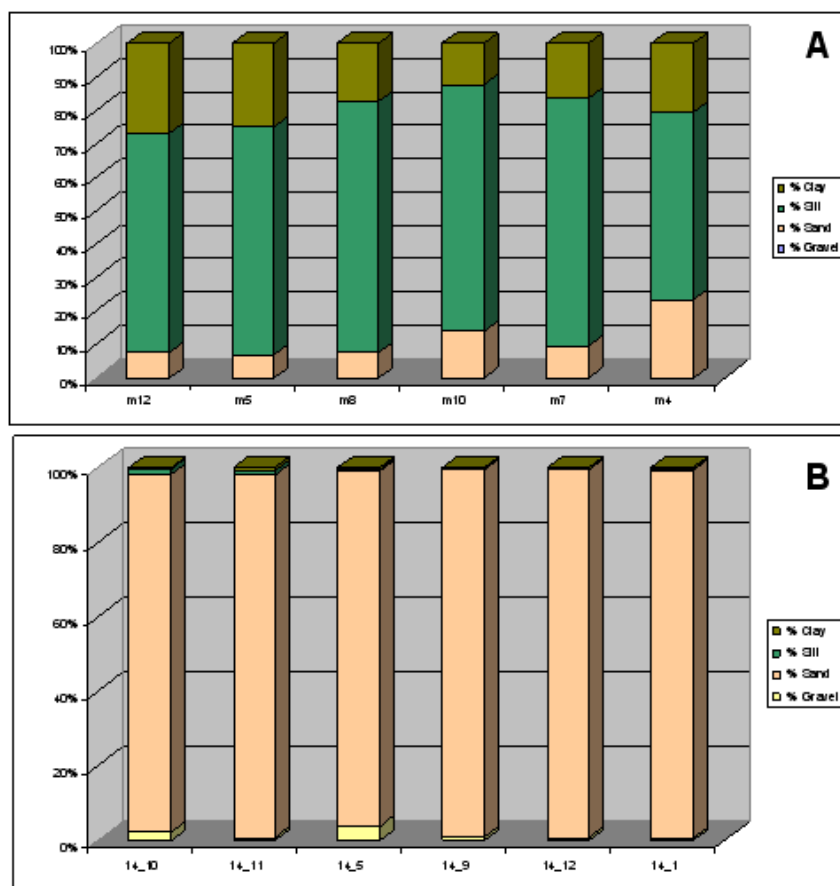 A
100%
90%
80%
70%
60%
50%
40%
30%
20%
10%
0%
m12 m5 m8 m10 m7 m4
% Clay
% Silt
% Sand
% Gravel
B
100%
80%
60%
40%
20%
0%
14_10 14_11 14_5 14_9 14_12 14_1
% Clay
% Silt
% Sand
% Gravel